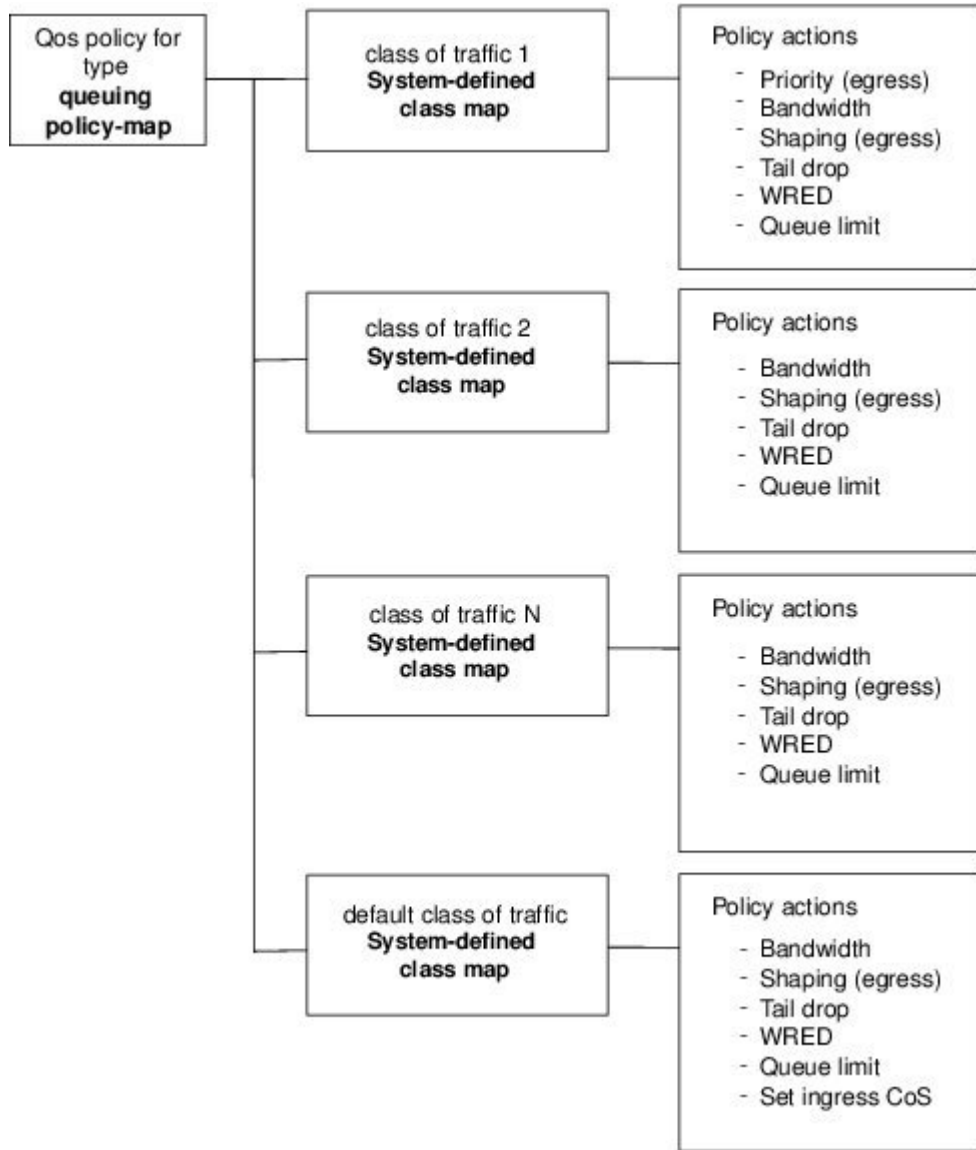 Qos policy for
type
queuing
policy-map
class of traffic 1
System-defined
class map
Policy actions
- Priority (egress)
- Bandwidth
- Shaping (egress)
- Tail drop
- WRED
- Queue limit
class of traffic 2
System-defined
class map
Policy actions
- Bandwidth
- Shaping (egress)
- Tail drop
- WRED
- Queue limit
class of traffic N
System-defined
class map
Policy actions
- Bandwidth
- Shaping (egress)
- Tail drop
- WRED
- Queue limit
default class of traffic
System-defined
class map
Policy actions
- Bandwidth
- Shaping (egress)
- Tail drop
- WRED
- Queue limit
- Set ingress CoS